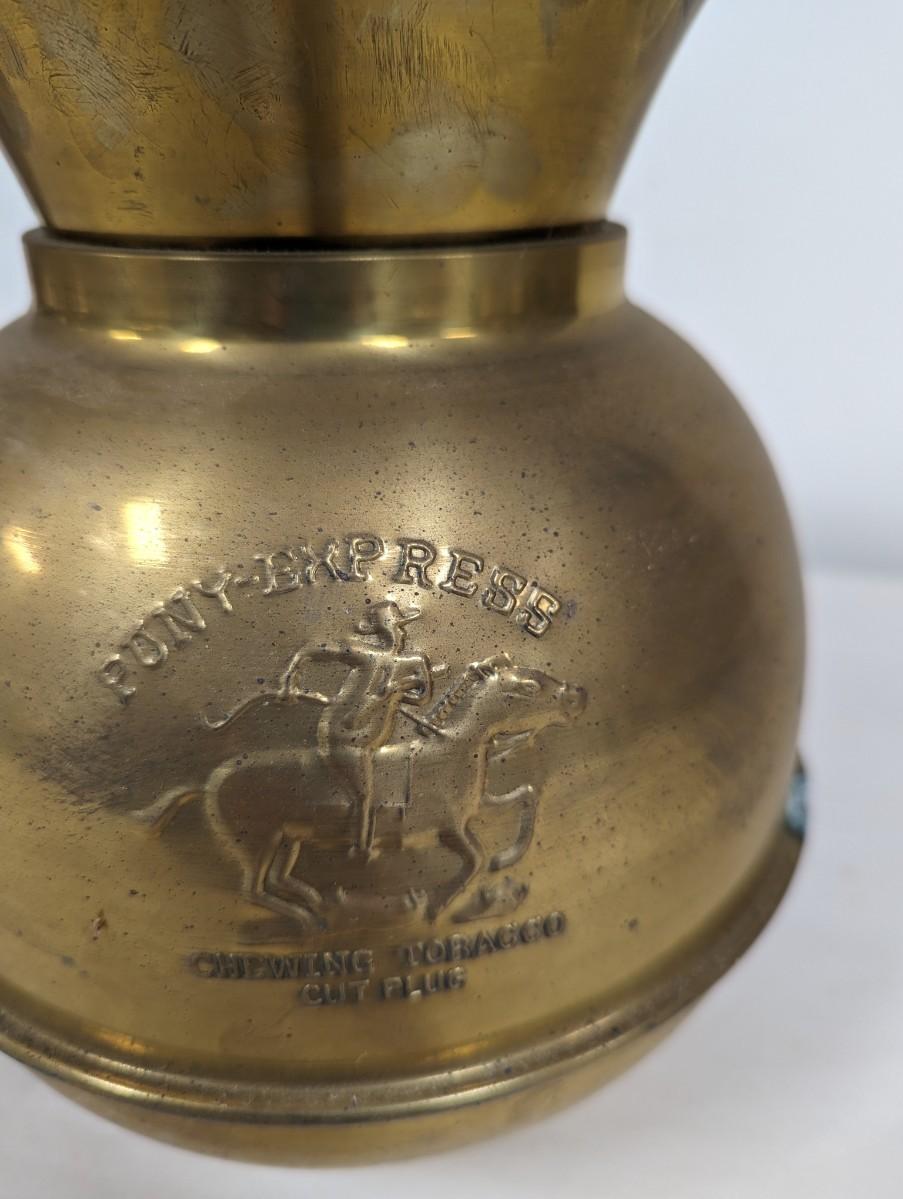 PONY-EXPRESS
CHEWING TOBACCO
CUT PLUG